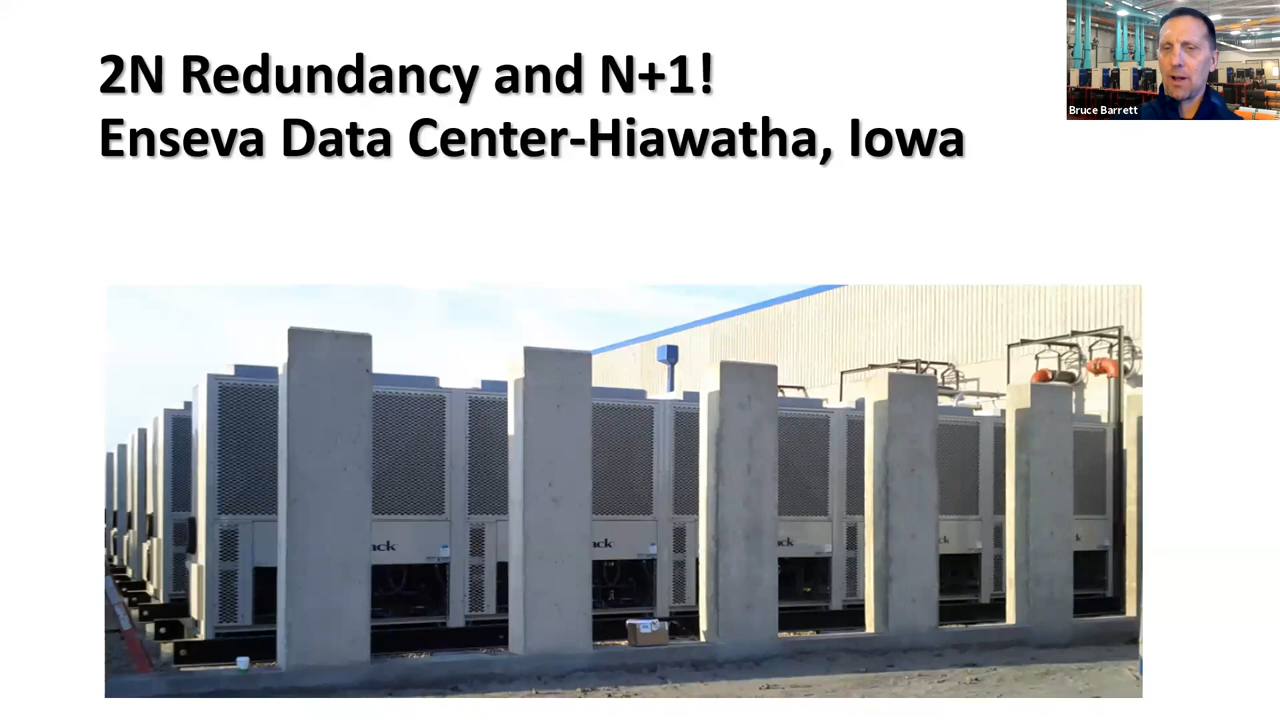 2N Redundancy and N+1!
Enseva Data Center-Hiawatha, Iowa
Bruce Barrett